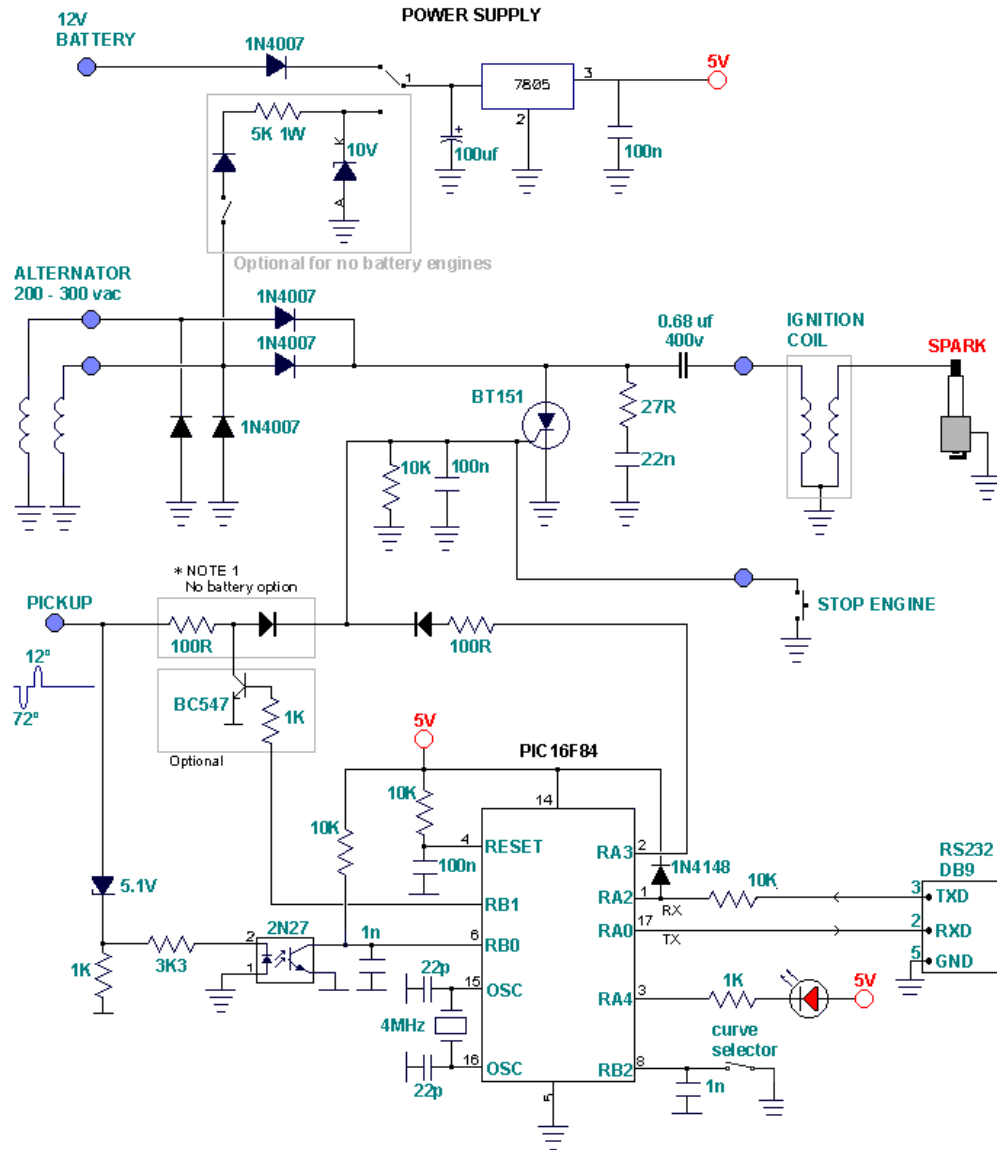 POWER SUPPLY
12V
BATTERY
1N4007
1
7805
3
5V
2
5K 1W
K
10V
A
+
100uf
100n
Optional for no battery engines
ALTERNATOR
200 - 300 vac
1N4007
1N4007
1N4007
0.68 uf
400v
IGNITION
COIL
SPARK
BT151
27R
22n
10K
100n
* NOTE 1
No battery option
PICKUP
100R
100R
STOP ENGINE
12º
72º
BC547
1K
Optional
5V
PIC16F84
14
10K
10K
4
RESET
100n
RA3
2
1N4148
RS232
DB9
RA2
1
RX
10K
3
TXD
RB1
RA0
17
TX
2
RXD
5.1V
2N27
6
RB0
1n
5
GND
2
1
1K
3K3
22p
15
OSC
4MHz
RA4
3
1K
5V
curve
selector
16
OSC
22p
RB2
8
1n
5